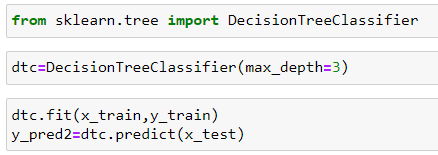 from sklearn.tree import DecisionTreeClassifier
dtc=DecisionTreeClassifier(max_depth=3)
dtc.fit(x_train,y_train)
y_pred2=dtc.predict(x_test)